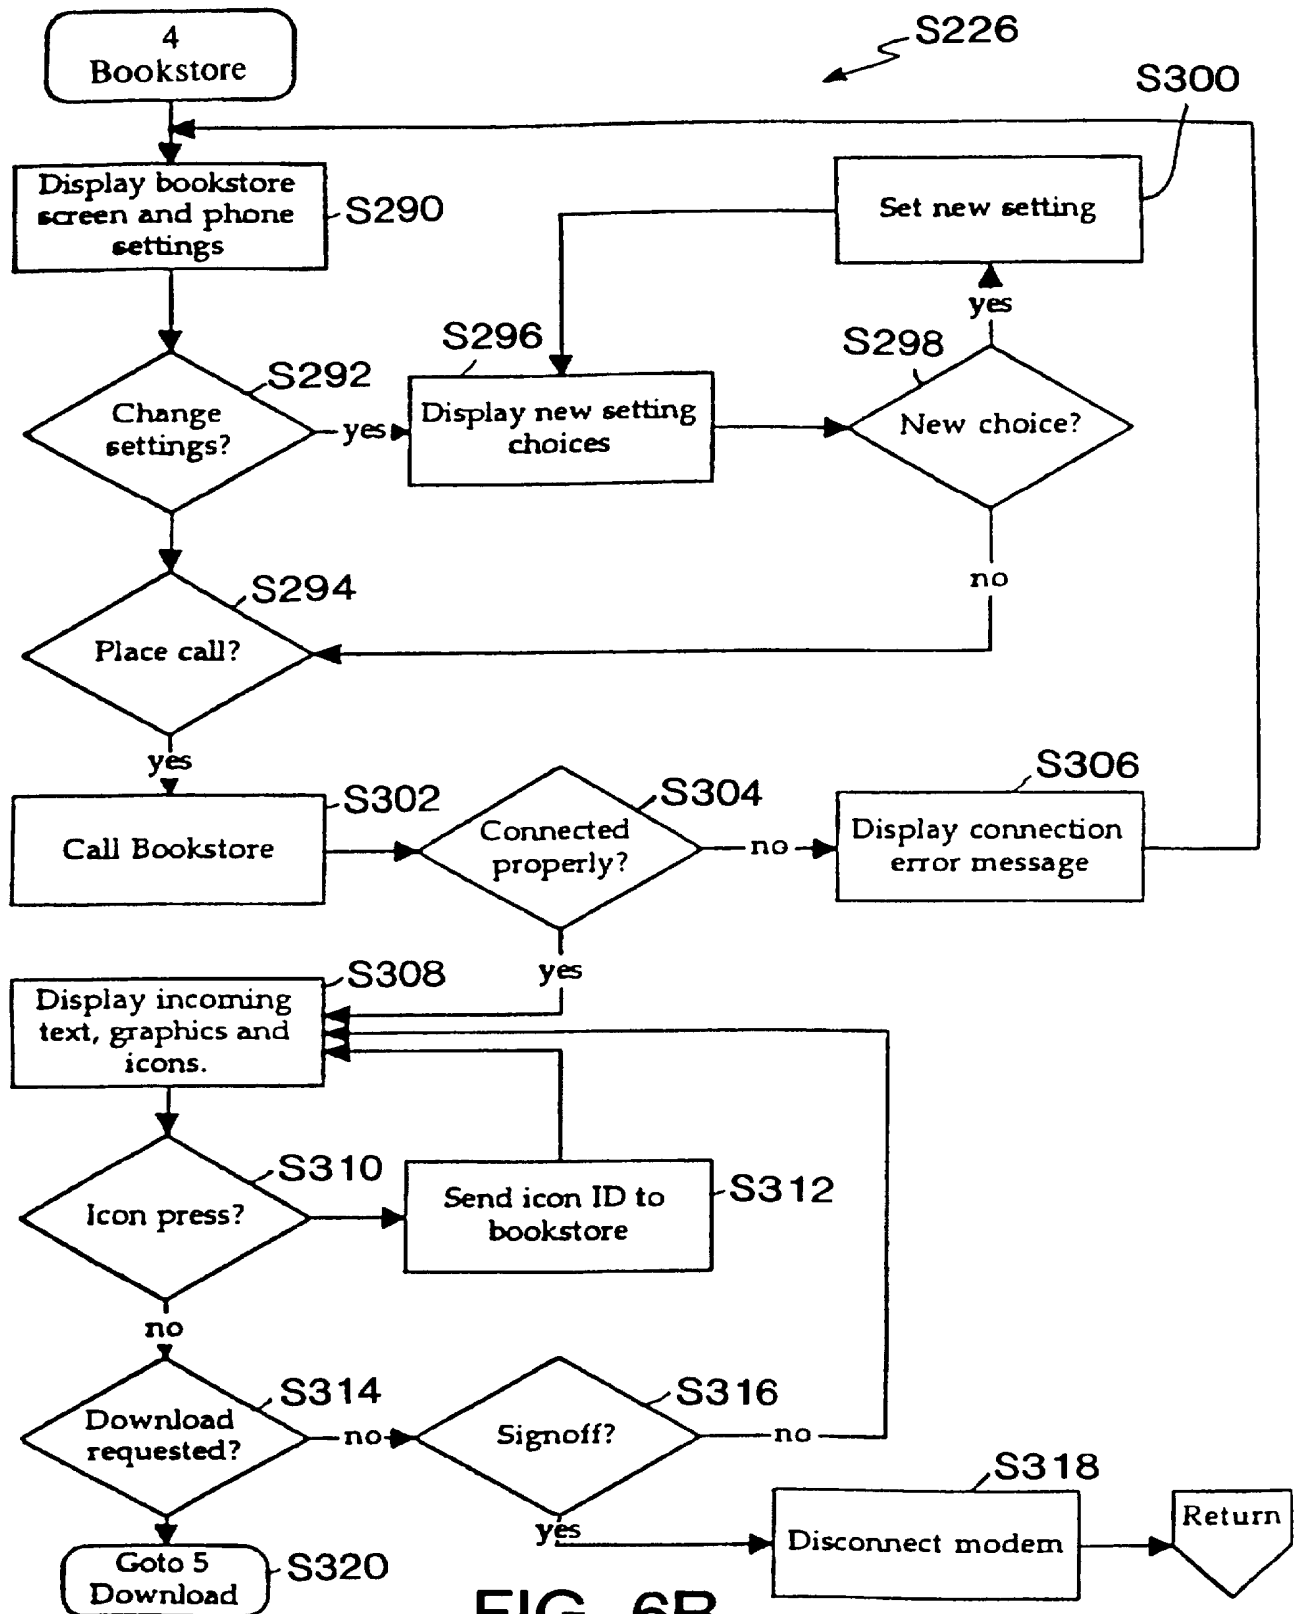 4
Bookstore
S226
S300
Display bookstore
screen and phone
settings
S290
Set new setting
yes
S296
S298
S292
Change
settings?
yes
Display new setting
choices
New choice?
no
S294
Place call?
yes
S302
Call Bookstore
S304
Connected
properly?
no
S306
Display connection
error message
yes
S308
Display incoming
text, graphics and
icons.
S310
Icon press?
Send icon ID to
bookstore
S312
no
S314
Download
requested?
no
S316
Signoff?
no
yes
S318
Disconnect modem
Return
Goto 5
Download
S320
FIG. 6B